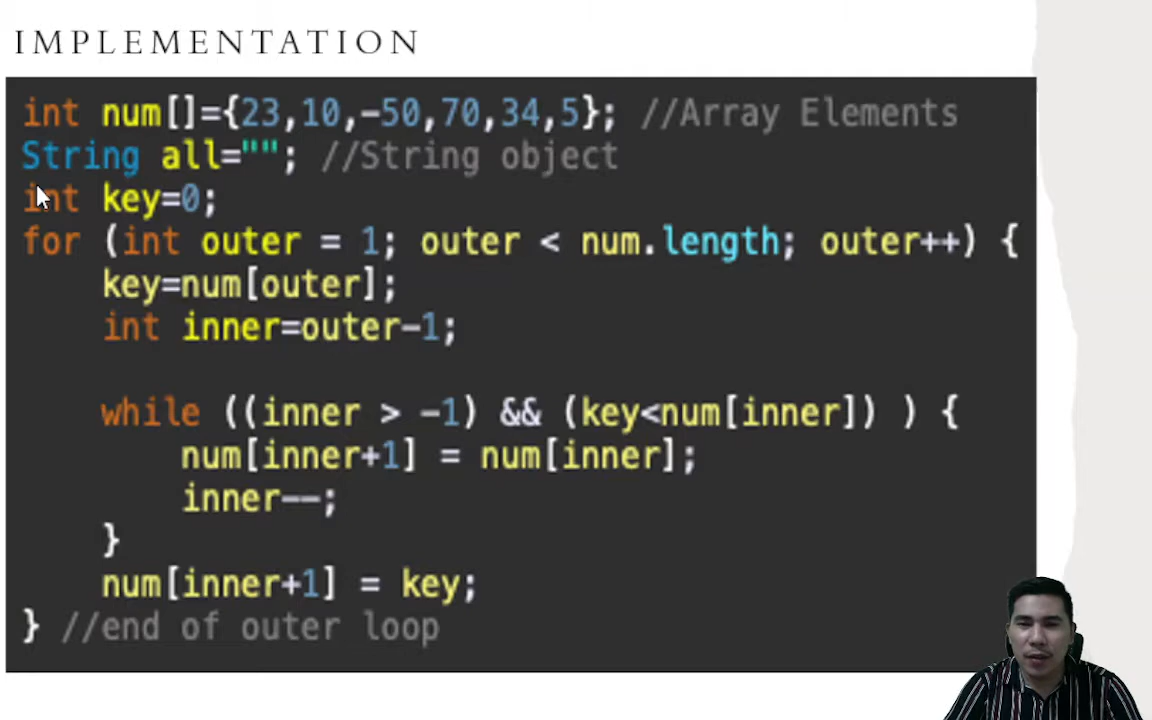 IMPLEMENTATION
int num[]={23,10,-50,70,34,5}; //Array Elements
String all=""; //String object
int key=0;
for (int outer = 1; outer < num.length; outer++) {
key=num[outer];
int inner=outer-1;
while ((inner > -1) && (key<num[inner]) ) {
num[inner+1] = num[inner];
inner--;
}
num[inner+1] = key;
} //end of outer loop